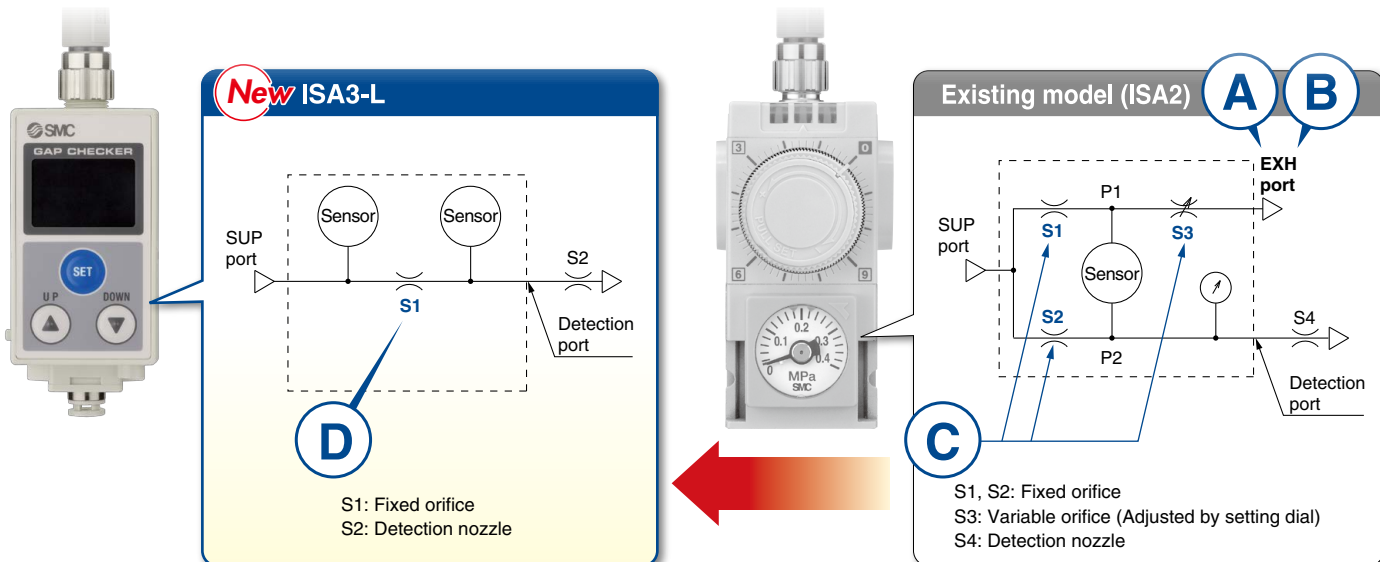 SMC
GAP CHECKER
SET
UP
DOWN
New ISA3-L
Sensor
Sensor
SUP
port
S1
S2
Detection
port
D
S1: Fixed orifice
S2: Detection nozzle
3
0
6
9
0
0.1
0.2
0.3
0.4
MPa
SMC
Existing model (ISA2)
A
B
EXH
port
P1
S1
S3
SUP
port
Sensor
S2
P2
S4
Detection
port
C
S1, S2: Fixed orifice
S3: Variable orifice (Adjusted by setting dial)
S4: Detection nozzle